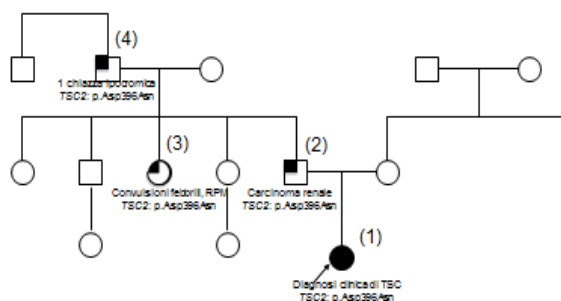 (4)
1 chiazza ipocromica
TSC2: p.Asp396Asn
(3)
(2)
Convulsioni febbrili, RPM
TSC2: p.Asp396Asn
Carcinoma renale
TSC2: p.Asp396Asn
(1)
Diagnosi clinica di TSC
TSC2: p.Asp396Asn